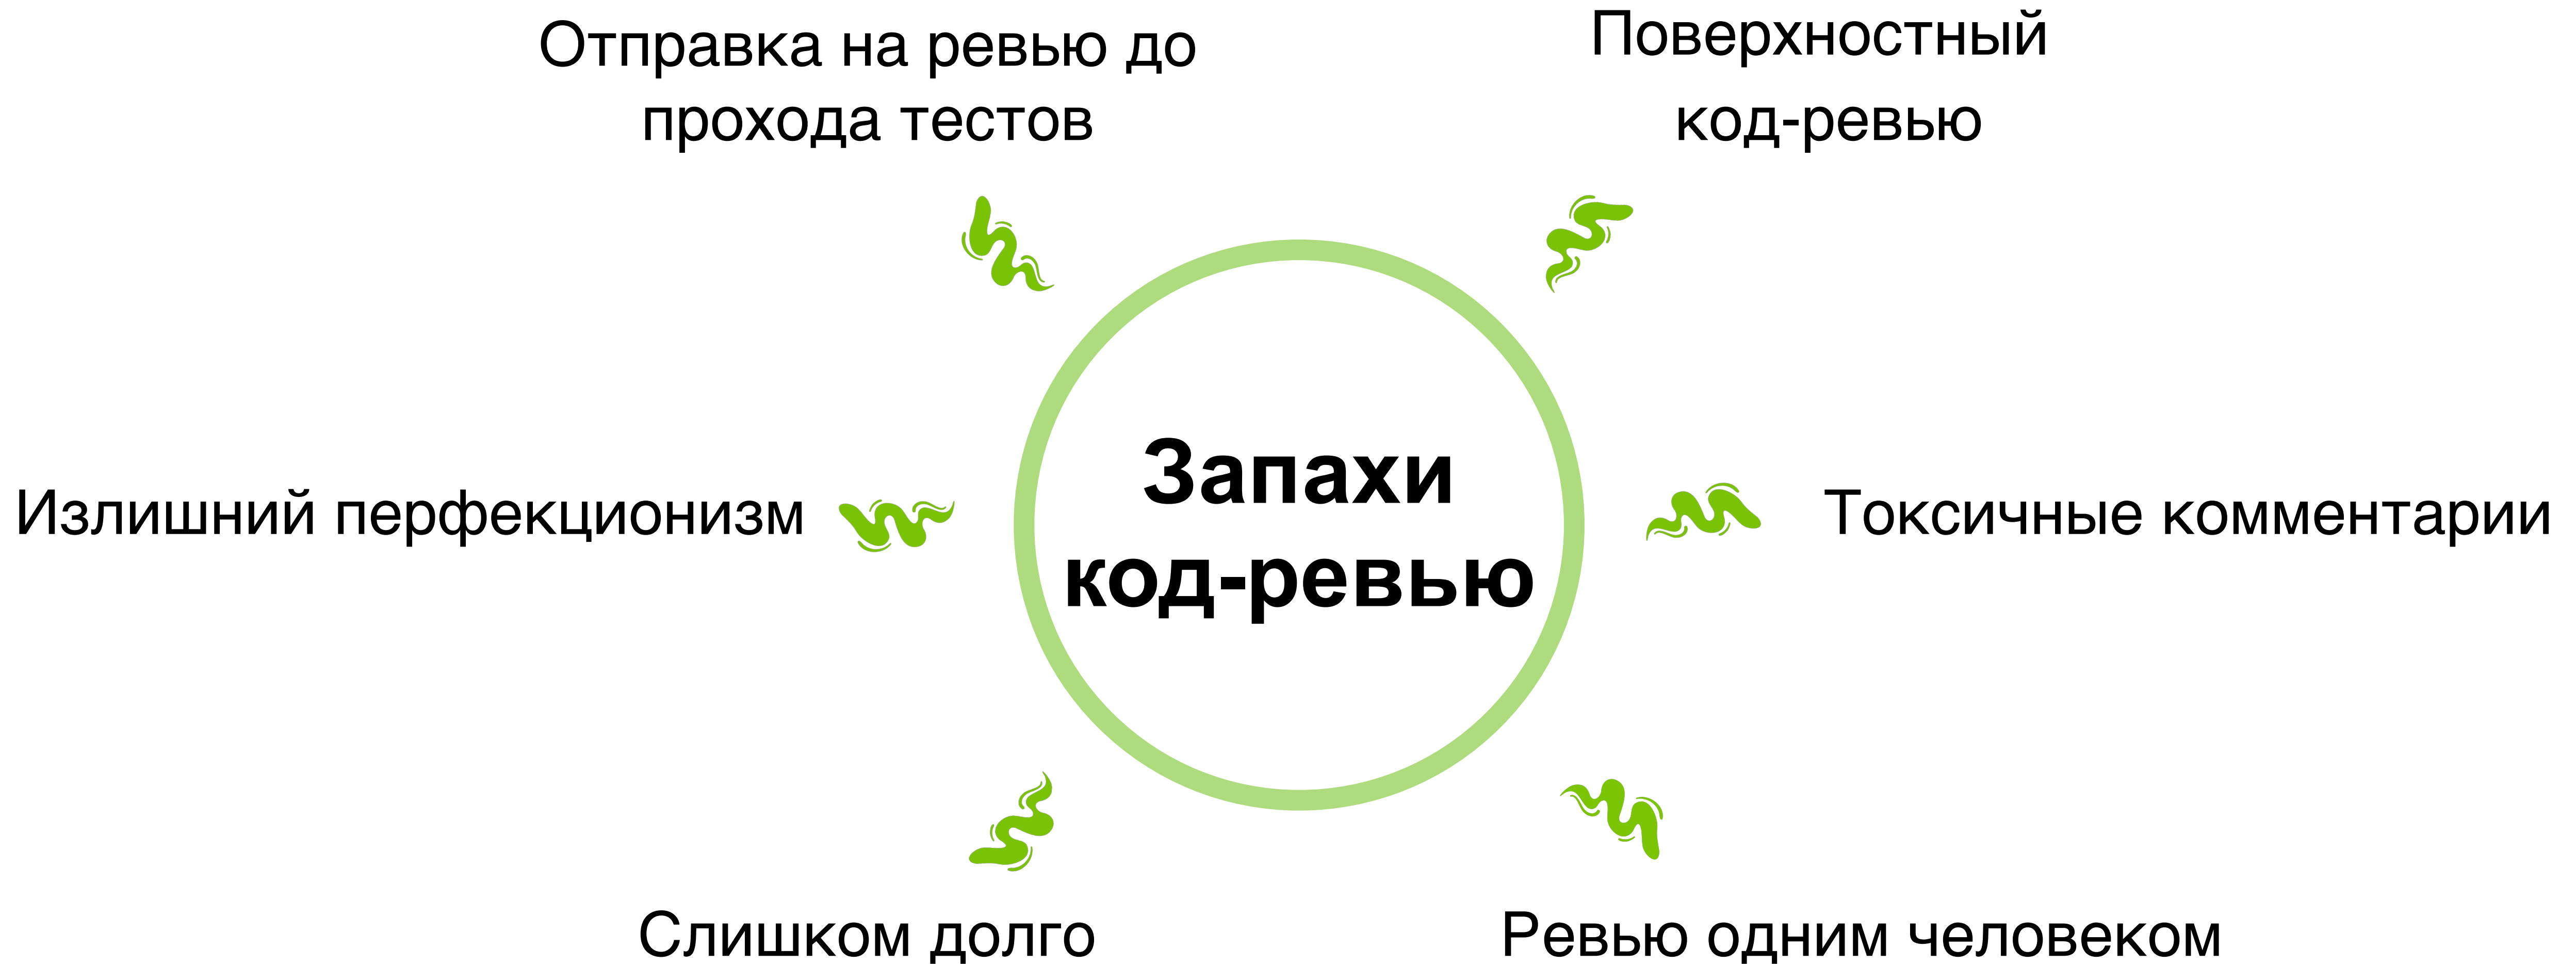 Отправка на ревью до
прохода тестов
Поверхностный
код-ревью
Излишний перфекционизм
Запахи
код-ревью
Токсичные комментарии
Слишком долго
Ревью одним человеком